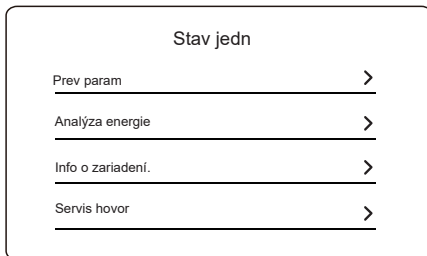 Stav jedn
Prev param
Analýza energie
Info o zariadení.
Servis hovor